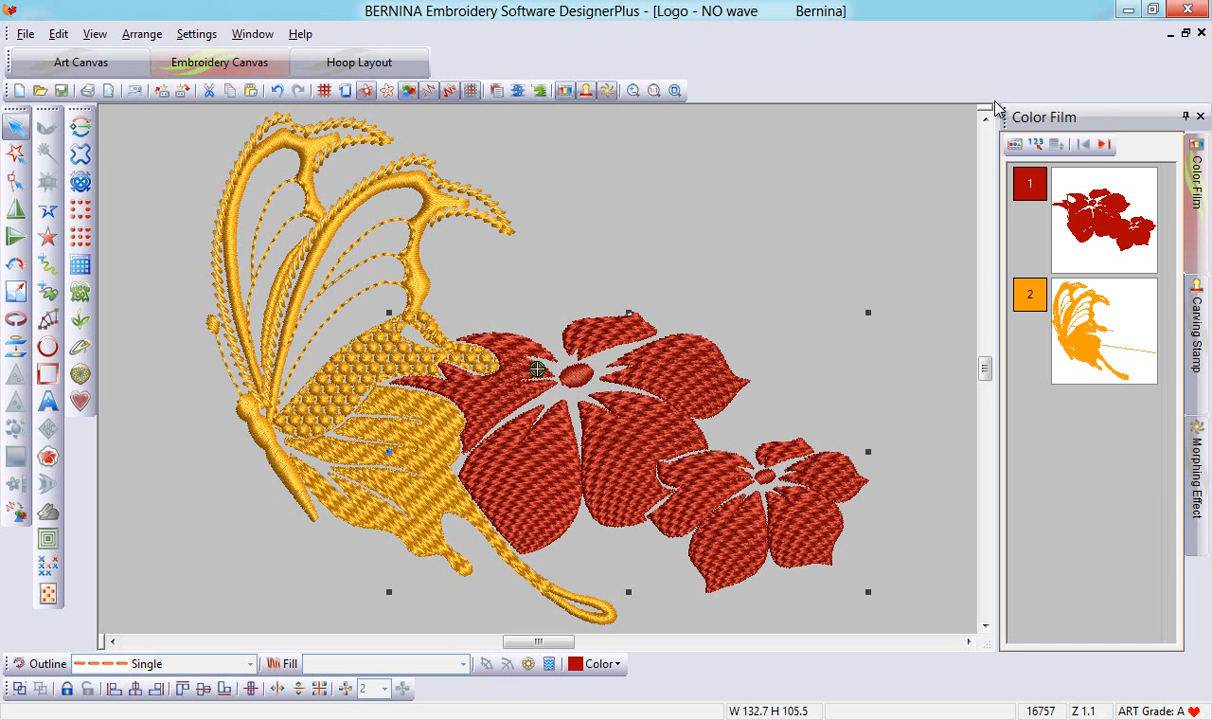 BERNINA Embroidery Software DesignerPlus - [Logo - NO wave Bernina]
File Edit View Arrange Settings Window Help
Art Canvas Embroidery Canvas Hoop Layout
Color Film
123
1
2
Color Film
Carving Stamp
Morphing Effect
Outline Single Fill Color
2
W 132.7 H 105.5 16757 Z 1.1 ART Grade: A